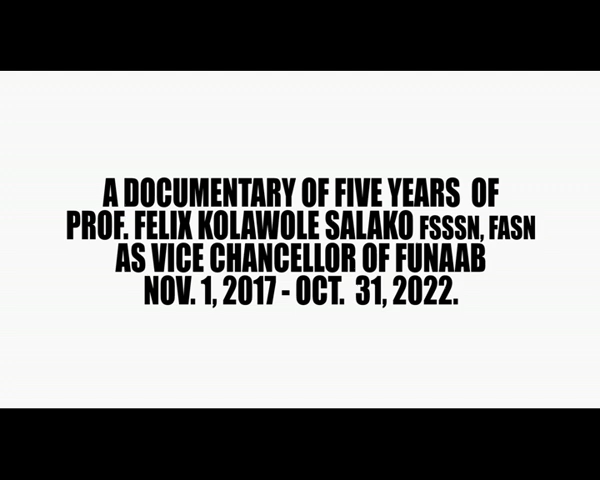 A DOCUMENTARY OF FIVE YEARS OF
PROF. FELIX KOLAWOLE SALAKO FSSSN, FASN
AS VICE CHANCELLOR OF FUNAAB
NOV. 1, 2017 - OCT. 31, 2022.